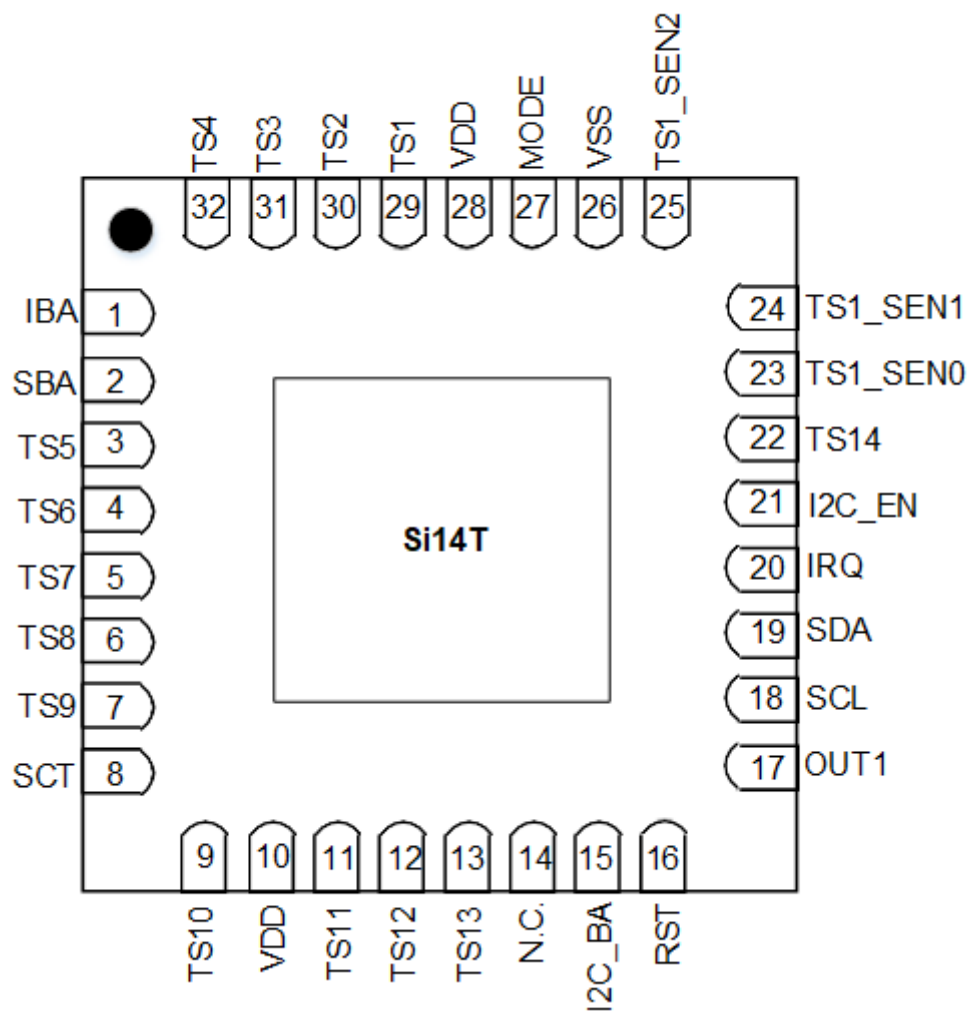 TS4 TS3 TS2 TS1 VDD MODE VSS TS1_SEN2
32 31 30 29 28 27 26 25
IBA 1
SBA 2
TS5 3
TS6 4
TS7 5
TS8 6
TS9 7
SCT 8
Si14T
24 TS1_SEN1
23 TS1_SEN0
22 TS14
21 I2C_EN
20 IRQ
19 SDA
18 SCL
17 OUT1
9 10 11 12 13 14 15 16
TS10 VDD TS11 TS12 TS13 N.C. I2C_BA RST